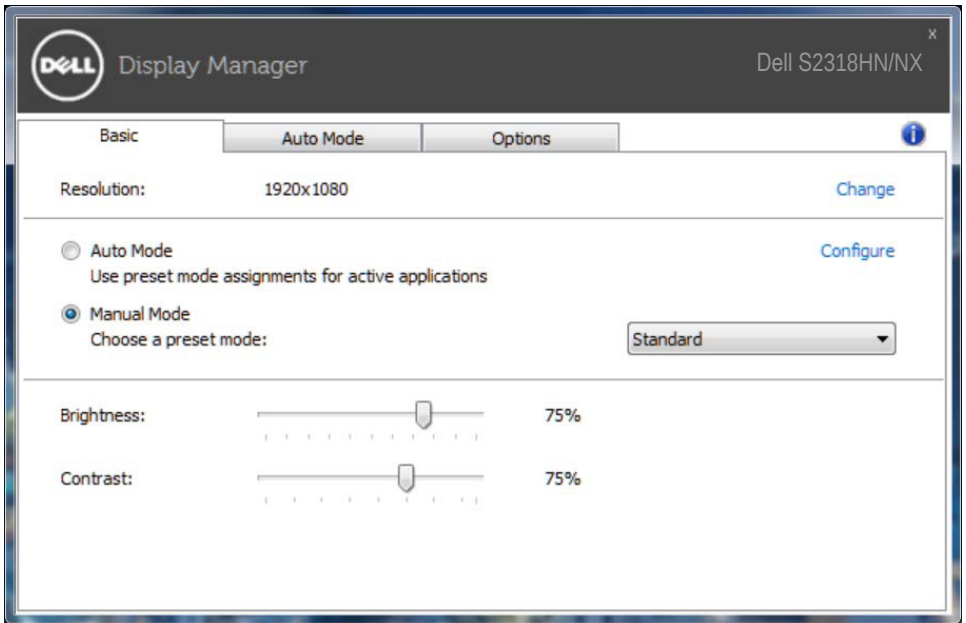 DELL Display Manager Dell S2318HN/NX x
Basic Auto Mode Options i
Resolution: 1920x1080 Change
Auto Mode Configure
Use preset mode assignments for active applications
Manual Mode
Choose a preset mode: Standard
Brightness: 75%
Contrast: 75%